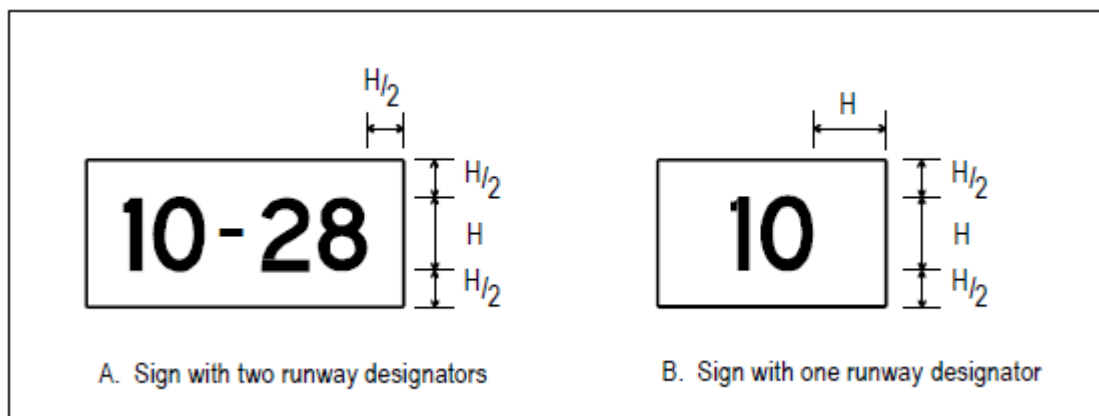 H/2
H
H/2
H
H/2
H/2
H
H/2
10-28
10
A. Sign with two runway designators
B. Sign with one runway designator